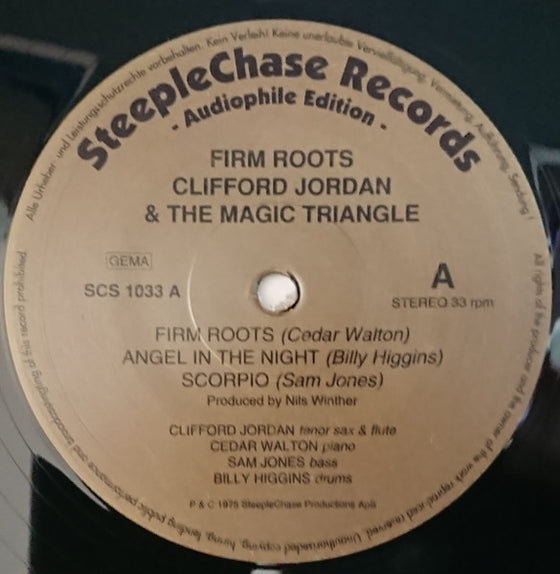 Alle Urheber- und Leistungsschutzrechte vorbehalten. Kein Verleih! Keine unerlaubte Vervielfältigung, Vermietung, Aufführung, Sendung!
SteepleChase Records
- Audiophile Edition -
FIRM ROOTS
CLIFFORD JORDAN
& THE MAGIC TRIANGLE
GEMA
SCS 1033 A
A
STEREO 33 rpm
FIRM ROOTS (Cedar Walton)
ANGEL IN THE NIGHT (Billy Higgins)
SCORPIO (Sam Jones)
Produced by Nils Winther
CLIFFORD JORDAN tenor sax & flute
CEDAR WALTON piano
SAM JONES bass
BILLY HIGGINS drums
P & C 1975 SteepleChase Productions ApS
All rights of the producer and the owner of the work reproduced reserved. Unauthorised copying, hiring, lending, public performance and broadcasting of this record prohibited.